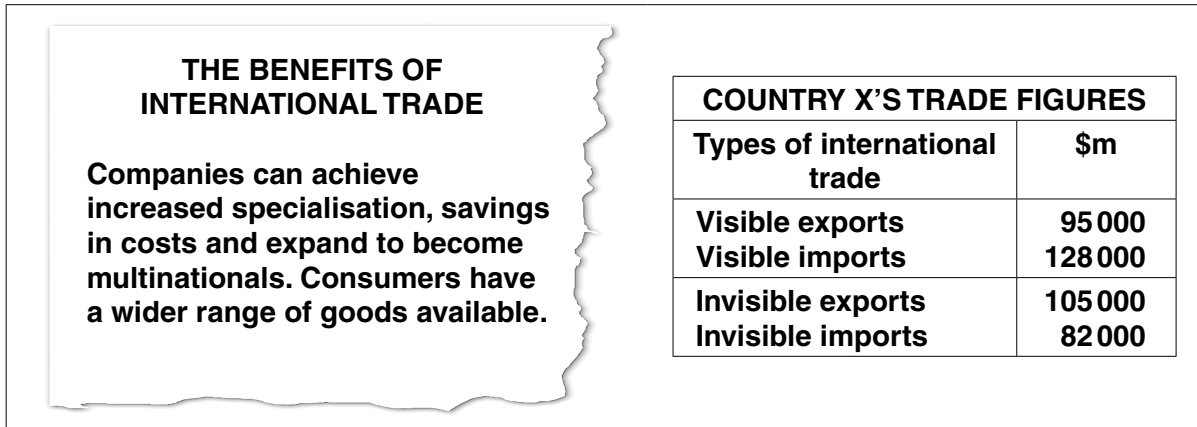 THE BENEFITS OF
INTERNATIONAL TRADE
Companies can achieve
increased specialisation, savings
in costs and expand to become
multinationals. Consumers have
a wider range of goods available.
COUNTRY X'S TRADE FIGURES
Types of international trade $m
Visible exports 95 000
Visible imports 128 000
Invisible exports 105 000
Invisible imports 82 000